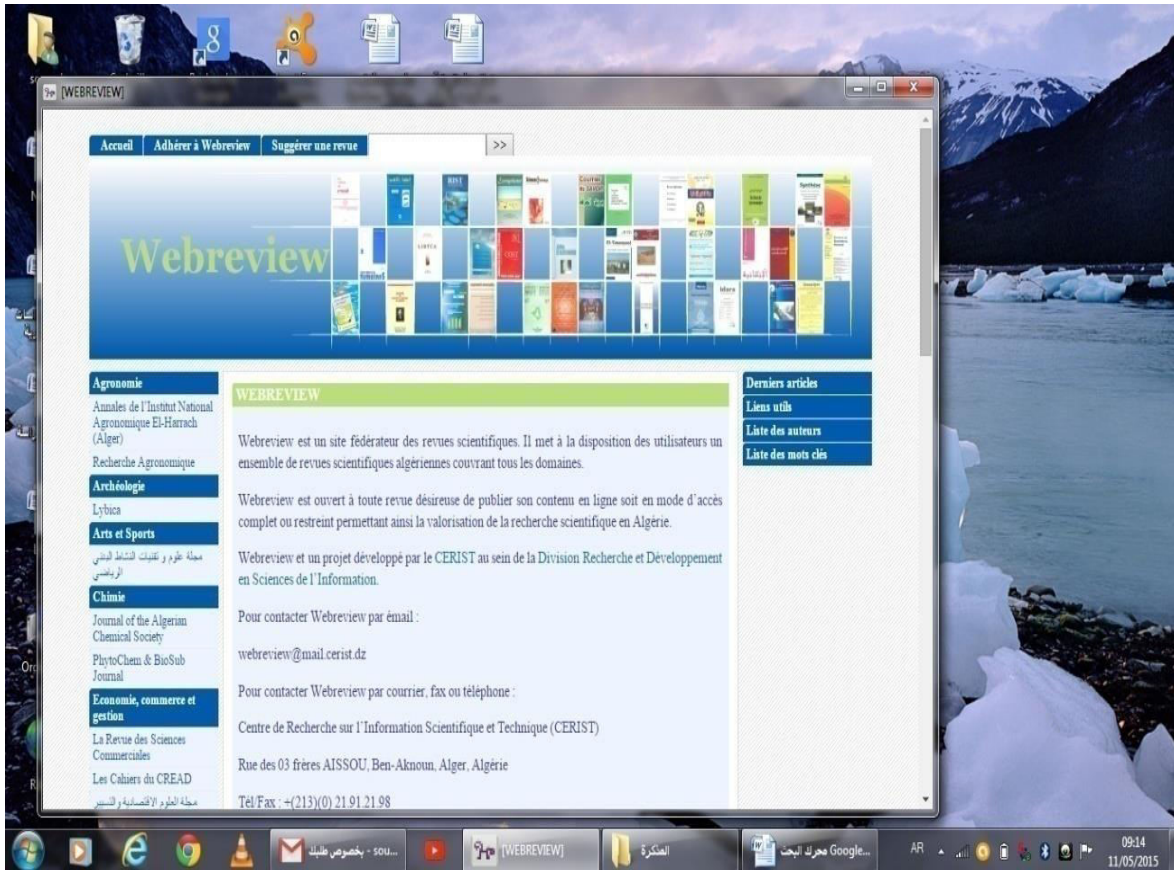 [WEBREVIEW]
Accueil Adhérer à Webreview Suggérer une revue >>
Webreview
Agronomie
Annales de l'Institut National
Agronomique El-Harrach
(Alger)
Recherche Agronomique
Archéologie
Lybica
Arts et Sports
مجلة علوم و تقنيات النشاط البدني
الرياضي
Chimie
Journal of the Algerian
Chemical Society
PhytoChem & BioSub
Journal
Economie, commerce et
gestion
La Revue des Sciences
Commerciales
Les Cahiers du CREAD
مجلة العلوم الاقتصادية و التسيير
WEBREVIEW
Webreview est un site fédérateur des revues scientifiques. Il met à la disposition des utilisateurs un
ensemble de revues scientifiques algériennes couvrant tous les domaines.
Webreview est ouvert à toute revue désireuse de publier son contenu en ligne soit en mode d'accès
complet ou restreint permettant ainsi la valorisation de la recherche scientifique en Algérie.
Webreview et un projet développé par le CERIST au sein de la Division Recherche et Développement
en Sciences de l'Information.
Pour contacter Webreview par émail :
webreview@mail.cerist.dz
Pour contacter Webreview par courrier, fax ou téléphone :
Centre de Recherche sur l'Information Scientifique et Technique (CERIST)
Rue des 03 frères AISSOU, Ben-Aknoun, Alger, Algérie
Tél/Fax : +(213)(0) 21.91.21.98
Derniers articles
Liens utils
Liste des auteurs
Liste des mots clés
بخصوص طلبك - sou...
[WEBREVIEW]
المذكرة
محرك البحث Google...
AR
09:14
11/05/2015